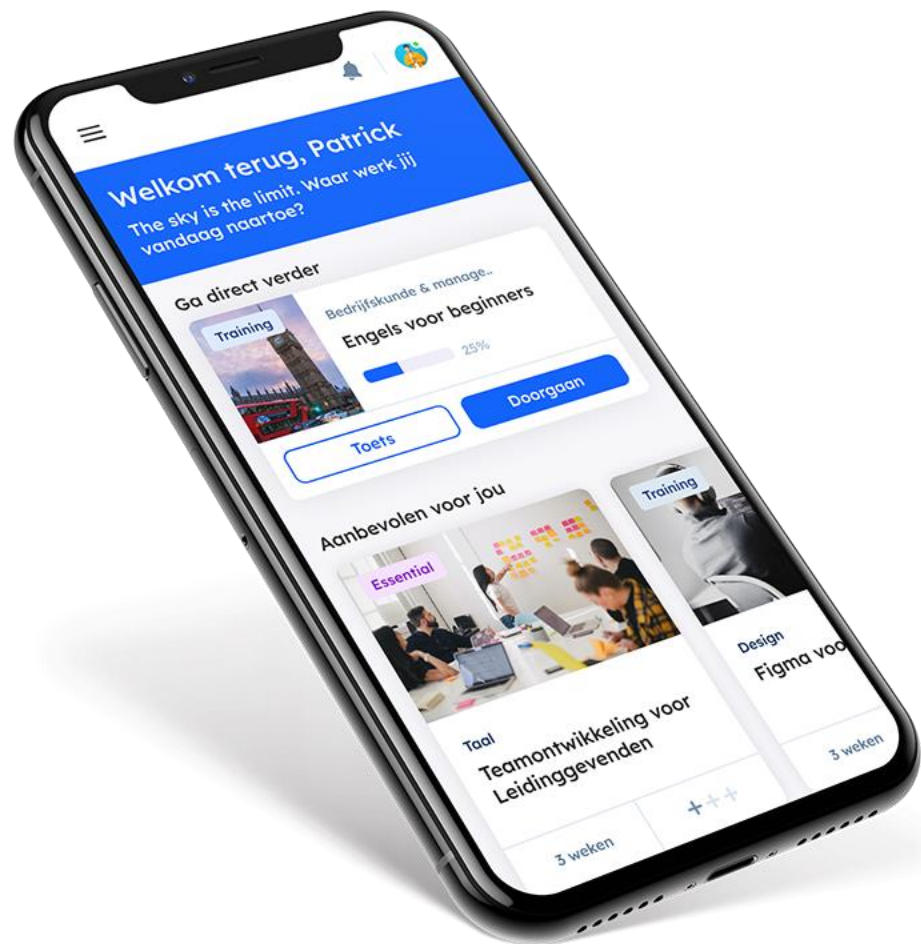 Welkom terug, Patrick
The sky is the limit. Waar werk jij
vandaag naartoe?
Ga direct verder
Training
Bedrijfskunde & manage..
Engels voor beginners
25%
Toets
Doorgaan
Aanbevolen voor jou
Essential
Taal
Teamontwikkeling voor
Leidinggevenden
3 weken
+++
Training
Design
Figma voo
3 weken